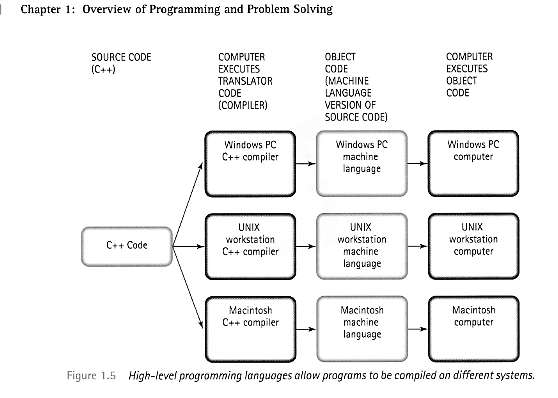 Chapter 1: Overview of Programming and Problem Solving
SOURCE CODE
(C++)
COMPUTER
EXECUTES
TRANSLATOR
CODE
(COMPILER)
OBJECT
CODE
(MACHINE
LANGUAGE
VERSION OF
SOURCE CODE)
COMPUTER
EXECUTES
OBJECT
CODE
Windows PC
C++ compiler
Windows PC
machine
language
Windows PC
computer
C++ Code
UNIX
workstation
C++ compiler
UNIX
workstation
machine
language
UNIX
workstation
computer
Macintosh
C++ compiler
Macintosh
machine
language
Macintosh
computer
Figure 1.5 High-level programming languages allow programs to be compiled on different systems.